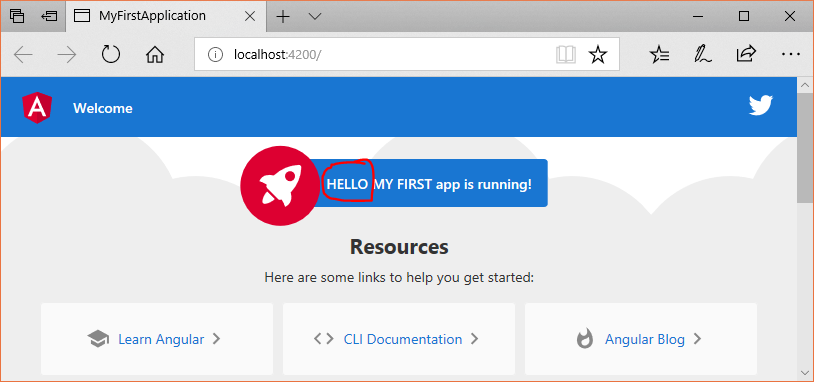 MyFirstApplication
localhost:4200/
A
Welcome
HELLO MY FIRST app is running!
Resources
Here are some links to help you get started:
Learn Angular
CLI Documentation
Angular Blog